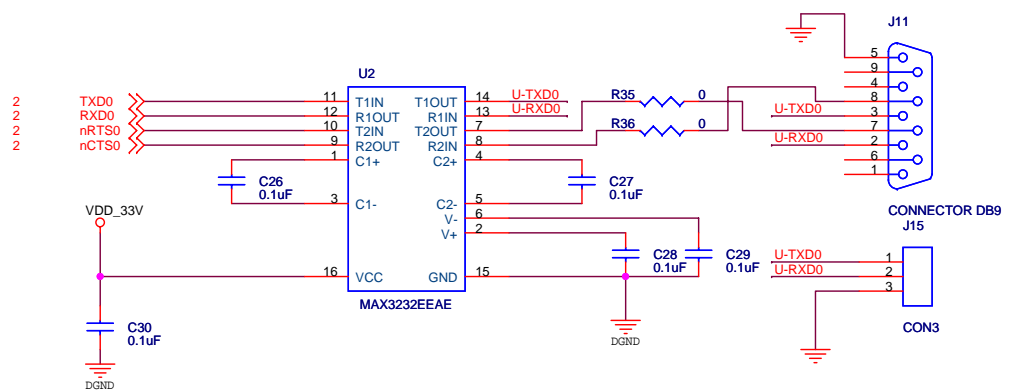 J11
5
9
4
8
3
7
2
6
1
CONNECTOR DB9
U-TXD0
U-RXD0
U2
2 TXD0 11 T1IN T1OUT 14 U-TXD0
2 RXD0 12 R1OUT R1IN 13 U-RXD0
2 nRTS0 10 T2IN T2OUT 7 R35 0
2 nCTS0 9 R2OUT R2IN 8 R36 0
1 C1+ C2+ 4
C26
0.1uF
C27
0.1uF
3 C1- C2- 5
V- 6
V+ 2
VDD_33V
16 VCC GND 15
MAX3232EEAE
C28
0.1uF
C29
0.1uF
DGND
C30
0.1uF
DGND
J15
U-TXD0 1
U-RXD0 2
3
CON3